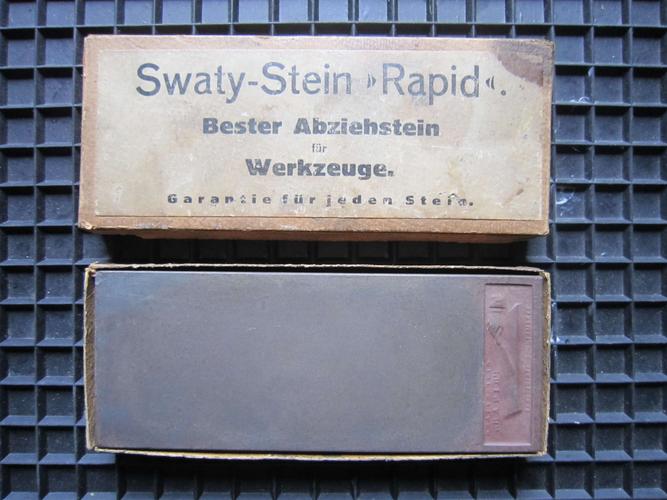 Swaty-Stein »Rapid«.
Bester Abziehstein
für
Werkzeuge.
Garantie für jeden Stein.